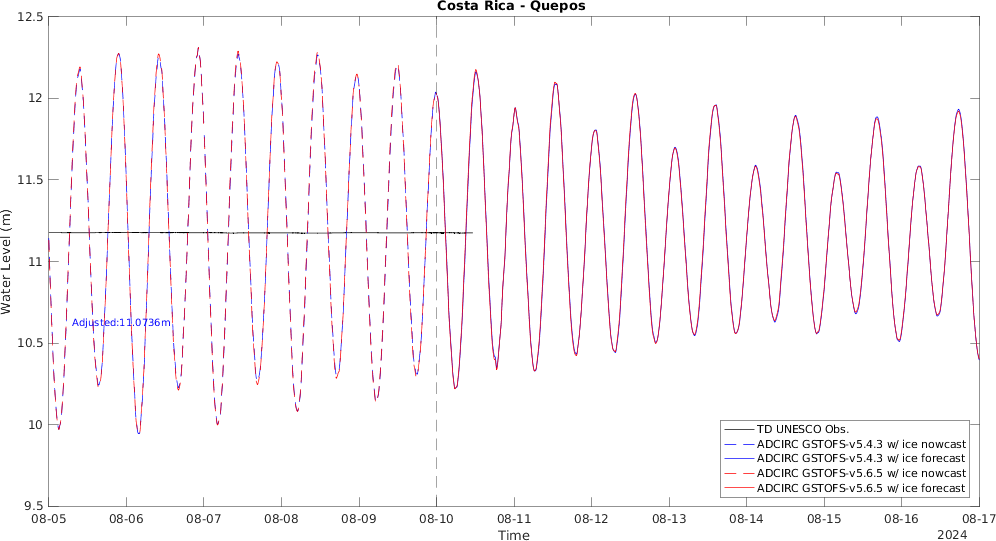 Costa Rica - Quepos
12.5
12
11.5
11
10.5
10
9.5
Water Level (m)
Adjusted:11.0736m
TD UNESCO Obs.
ADCIRC GSTOFS-v5.4.3 w/ ice nowcast
ADCIRC GSTOFS-v5.4.3 w/ ice forecast
ADCIRC GSTOFS-v5.6.5 w/ ice nowcast
ADCIRC GSTOFS-v5.6.5 w/ ice forecast
08-05 08-06 08-07 08-08 08-09 08-10 08-11 08-12 08-13 08-14 08-15 08-16 08-17
Time
2024